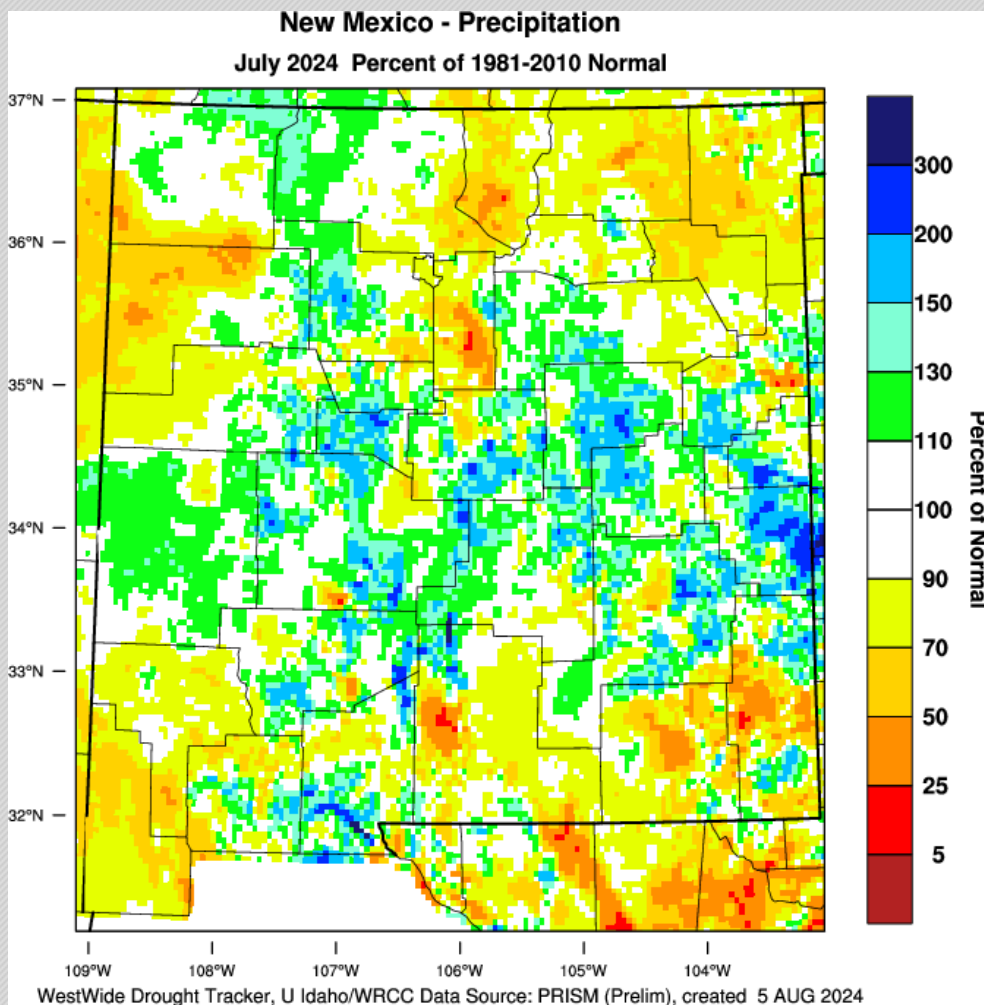 New Mexico - Precipitation
July 2024 Percent of 1981-2010 Normal
37°N
36°N
35°N
34°N
33°N
32°N
109°W 108°W 107°W 106°W 105°W 104°W
300
200
150
130
110
100
90
70
50
25
5
Percent of Normal
WestWide Drought Tracker, U Idaho/WRCC Data Source: PRISM (Prelim), created 5 AUG 2024